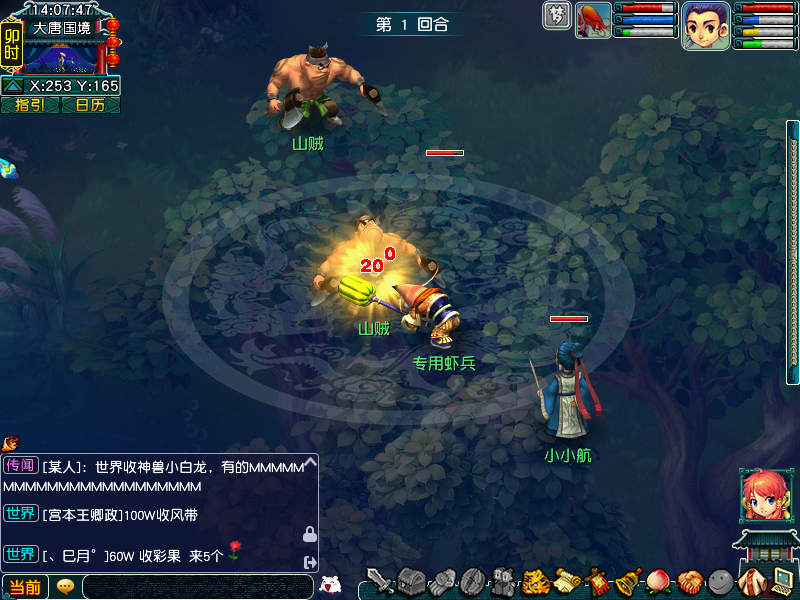 14:07:47
大唐国境
卯时
X:253 Y:165
指引 日历
第 1 回合
梦
山贼
200
山贼
专用虾兵
小小航
传闻 [某人]：世界收神兽小白龙，有的MMMMM
MMMMMMMMMMMMMMMMMM
世界 [宫本王卿政]100W收风带
世界 [、巳月°]60W 收彩果 来5个
当前